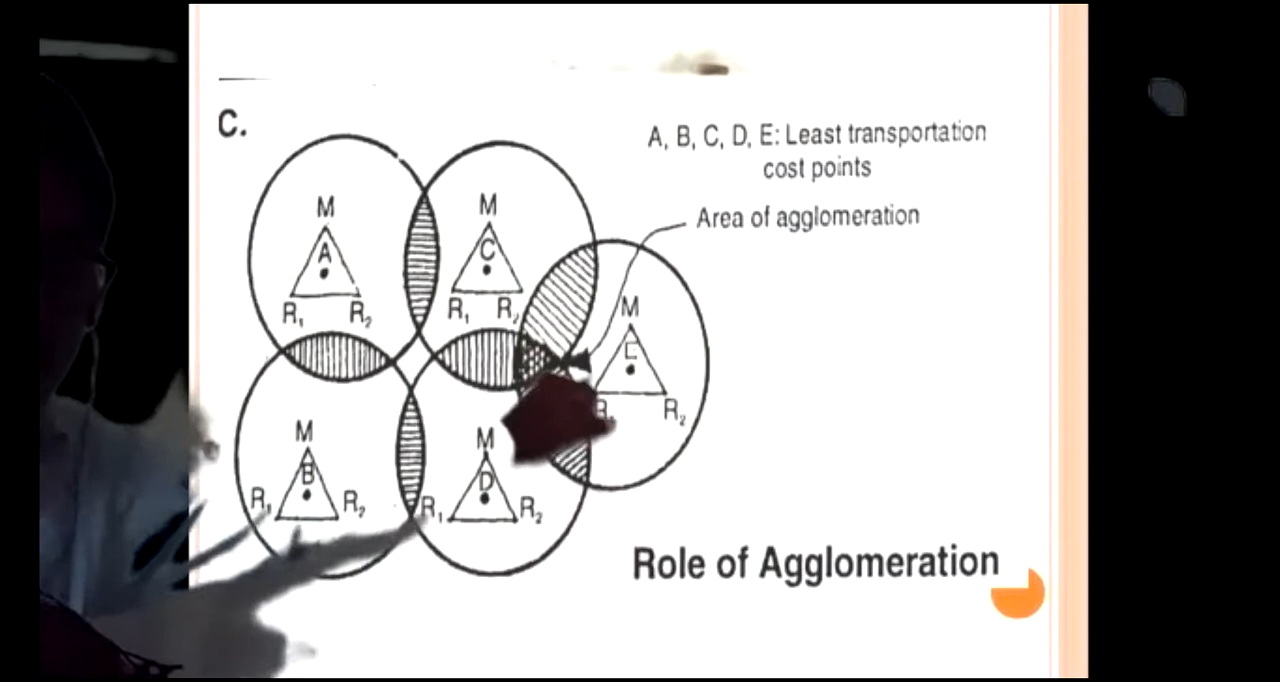 C.
A, B, C, D, E: Least transportation
cost points
Area of agglomeration
M
A
R₁ R₂
M
C
R₁ R₂
M
E
R₁ R₂
M
B
R₁ R₂
M
D
R₁ R₂
Role of Agglomeration